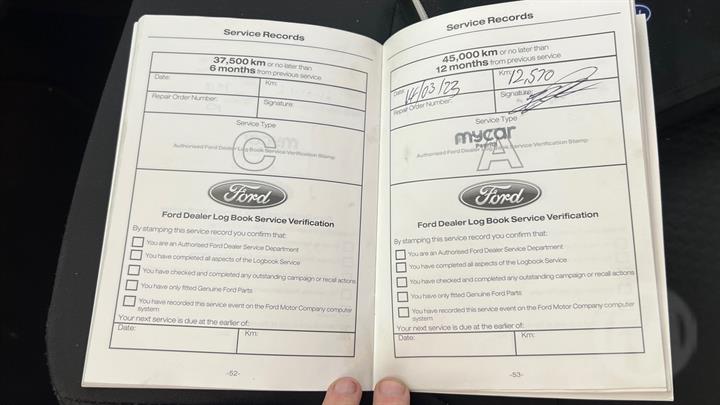 Service Records
37,500 km or no later than
6 months from previous service
Date:
Km:
Repair Order Number:
Signature:
Service Type
C
Authorised Ford Dealer Log Book Service Verification Stamp
Ford
Ford Dealer Log Book Service Verification
By stamping this service record you confirm that:
You are an Authorised Ford Dealer Service Department
You have completed all aspects of the Logbook Service
You have checked and completed any outstanding campaign or recall actions
You have only fitted Genuine Ford Parts
You have recorded this service event on the Ford Motor Company computer
system
Your next service is due at the earlier of:
Date:
Km:
-52-
Service Records
45,000 km or no later than
12 months from previous service
Date: 14/03/23
Km: 12,570
Repair Order Number:
Signature:
Service Type
mycar
A
Authorised Ford Dealer Log Book Service Verification Stamp
Ford
Ford Dealer Log Book Service Verification
By stamping this service record you confirm that:
You are an Authorised Ford Dealer Service Department
You have completed all aspects of the Logbook Service
You have checked and completed any outstanding campaign or recall actions
You have only fitted Genuine Ford Parts
You have recorded this service event on the Ford Motor Company computer
system
Your next service is due at the earlier of:
Date:
Km:
-53-